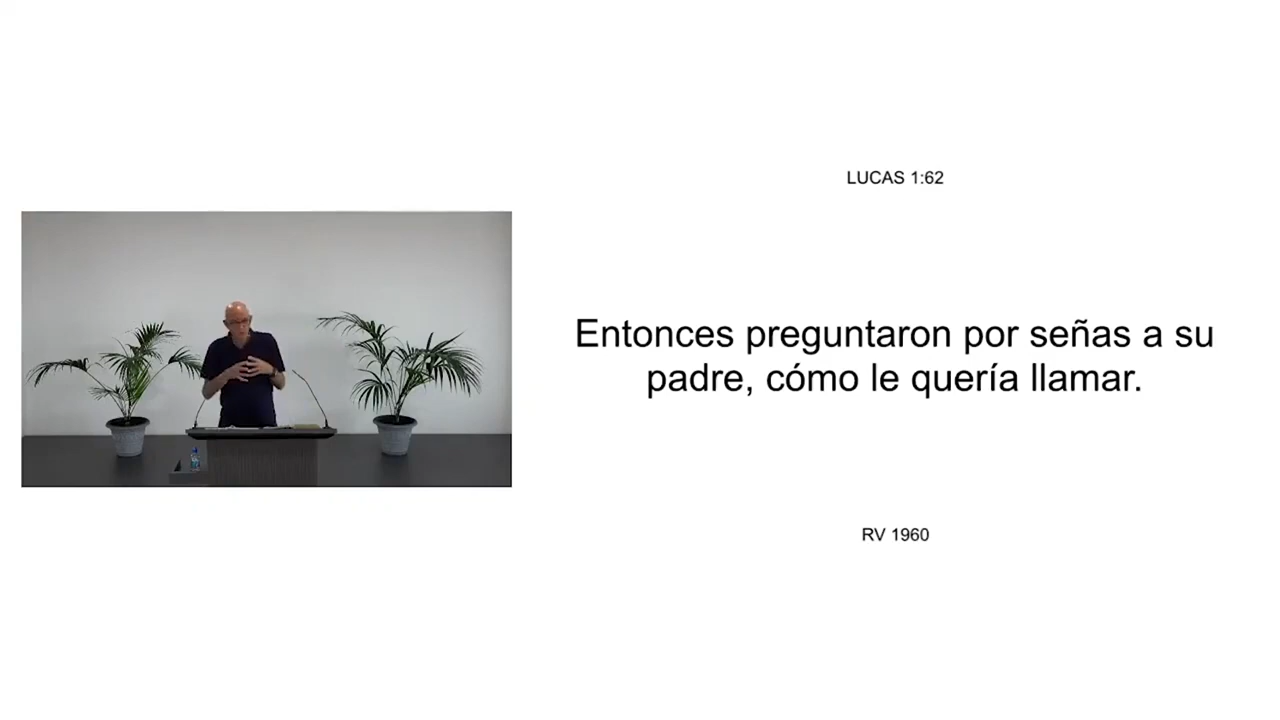 LUCAS 1:62
Entonces preguntaron por señas a su
padre, cómo le quería llamar.
RV 1960